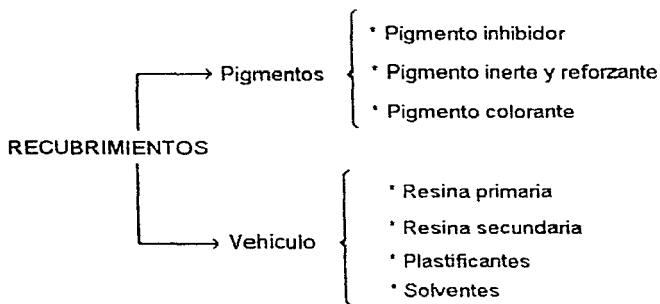 * Pigmento inhibidor
Pigmentos
* Pigmento inerte y reforzante
* Pigmento colorante
RECUBRIMIENTOS
* Resina primaria
* Resina secundaria
Vehiculo
* Plastificantes
* Solventes